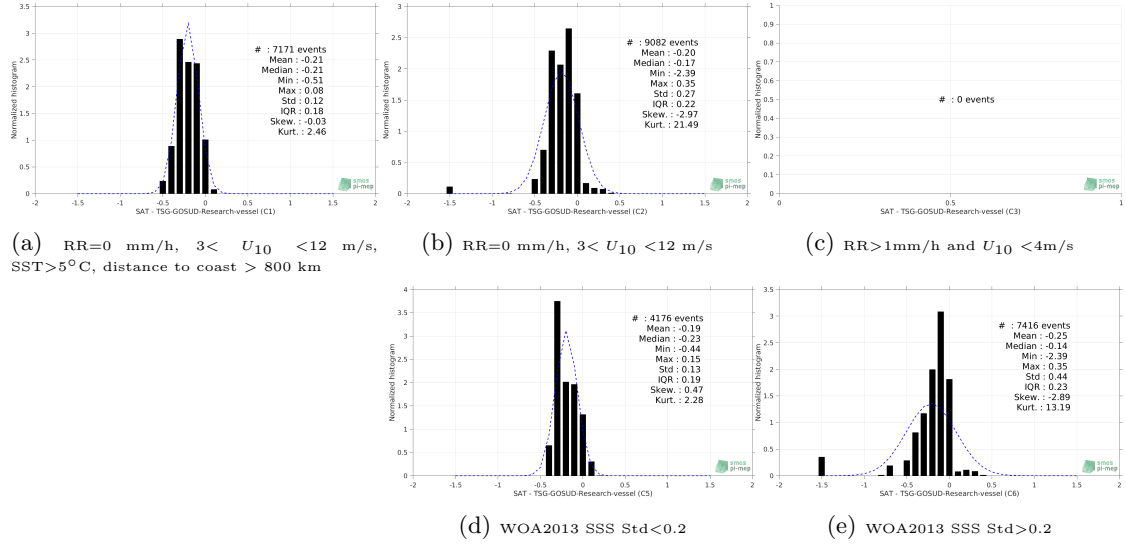 3.5
3
2.5
2
1.5
1
0.5
0
-2 -1.5 -1 -0.5 0 0.5 1 1.5 2
Normalized histogram
# : 7171 events
Mean : -0.21
Median : -0.21
Min : -0.51
Max : 0.08
Std : 0.12
IQR : 0.18
Skew. : -0.03
Kurt. : 2.46
smos
pi-mep
SAT - TSG-GOSUD-Research-vessel (C1)
(a) RR=0 mm/h, 3< U10 <12 m/s,
SST>5°C, distance to coast > 800 km
3
2.5
2
1.5
1
0.5
0
-2 -1.5 -1 -0.5 0 0.5 1 1.5 2
Normalized histogram
# : 9082 events
Mean : -0.20
Median : -0.17
Min : -2.39
Max : 0.35
Std : 0.27
IQR : 0.22
Skew. : -2.97
Kurt. : 21.49
smos
pi-mep
SAT - TSG-GOSUD-Research-vessel (C2)
(b) RR=0 mm/h, 3< U10 <12 m/s
1
0.9
0.8
0.7
0.6
0.5
0.4
0.3
0.2
0.1
0
0 0.5 1
Normalized histogram
# : 0 events
smos
pi-mep
SAT - TSG-GOSUD-Research-vessel (C3)
(c) RR>1mm/h and U10 <4m/s
4
3.5
3
2.5
2
1.5
1
0.5
0
-2 -1.5 -1 -0.5 0 0.5 1 1.5 2
Normalized histogram
# : 4176 events
Mean : -0.19
Median : -0.23
Min : -0.44
Max : 0.15
Std : 0.13
IQR : 0.19
Skew. : 0.47
Kurt. : 2.28
smos
pi-mep
SAT - TSG-GOSUD-Research-vessel (C5)
(d) WOA2013 SSS Std<0.2
3.5
3
2.5
2
1.5
1
0.5
0
-2 -1.5 -1 -0.5 0 0.5 1 1.5 2
Normalized histogram
# : 7416 events
Mean : -0.25
Median : -0.14
Min : -2.39
Max : 0.35
Std : 0.44
IQR : 0.23
Skew. : -2.89
Kurt. : 13.19
smos
pi-mep
SAT - TSG-GOSUD-Research-vessel (C6)
(e) WOA2013 SSS Std>0.2